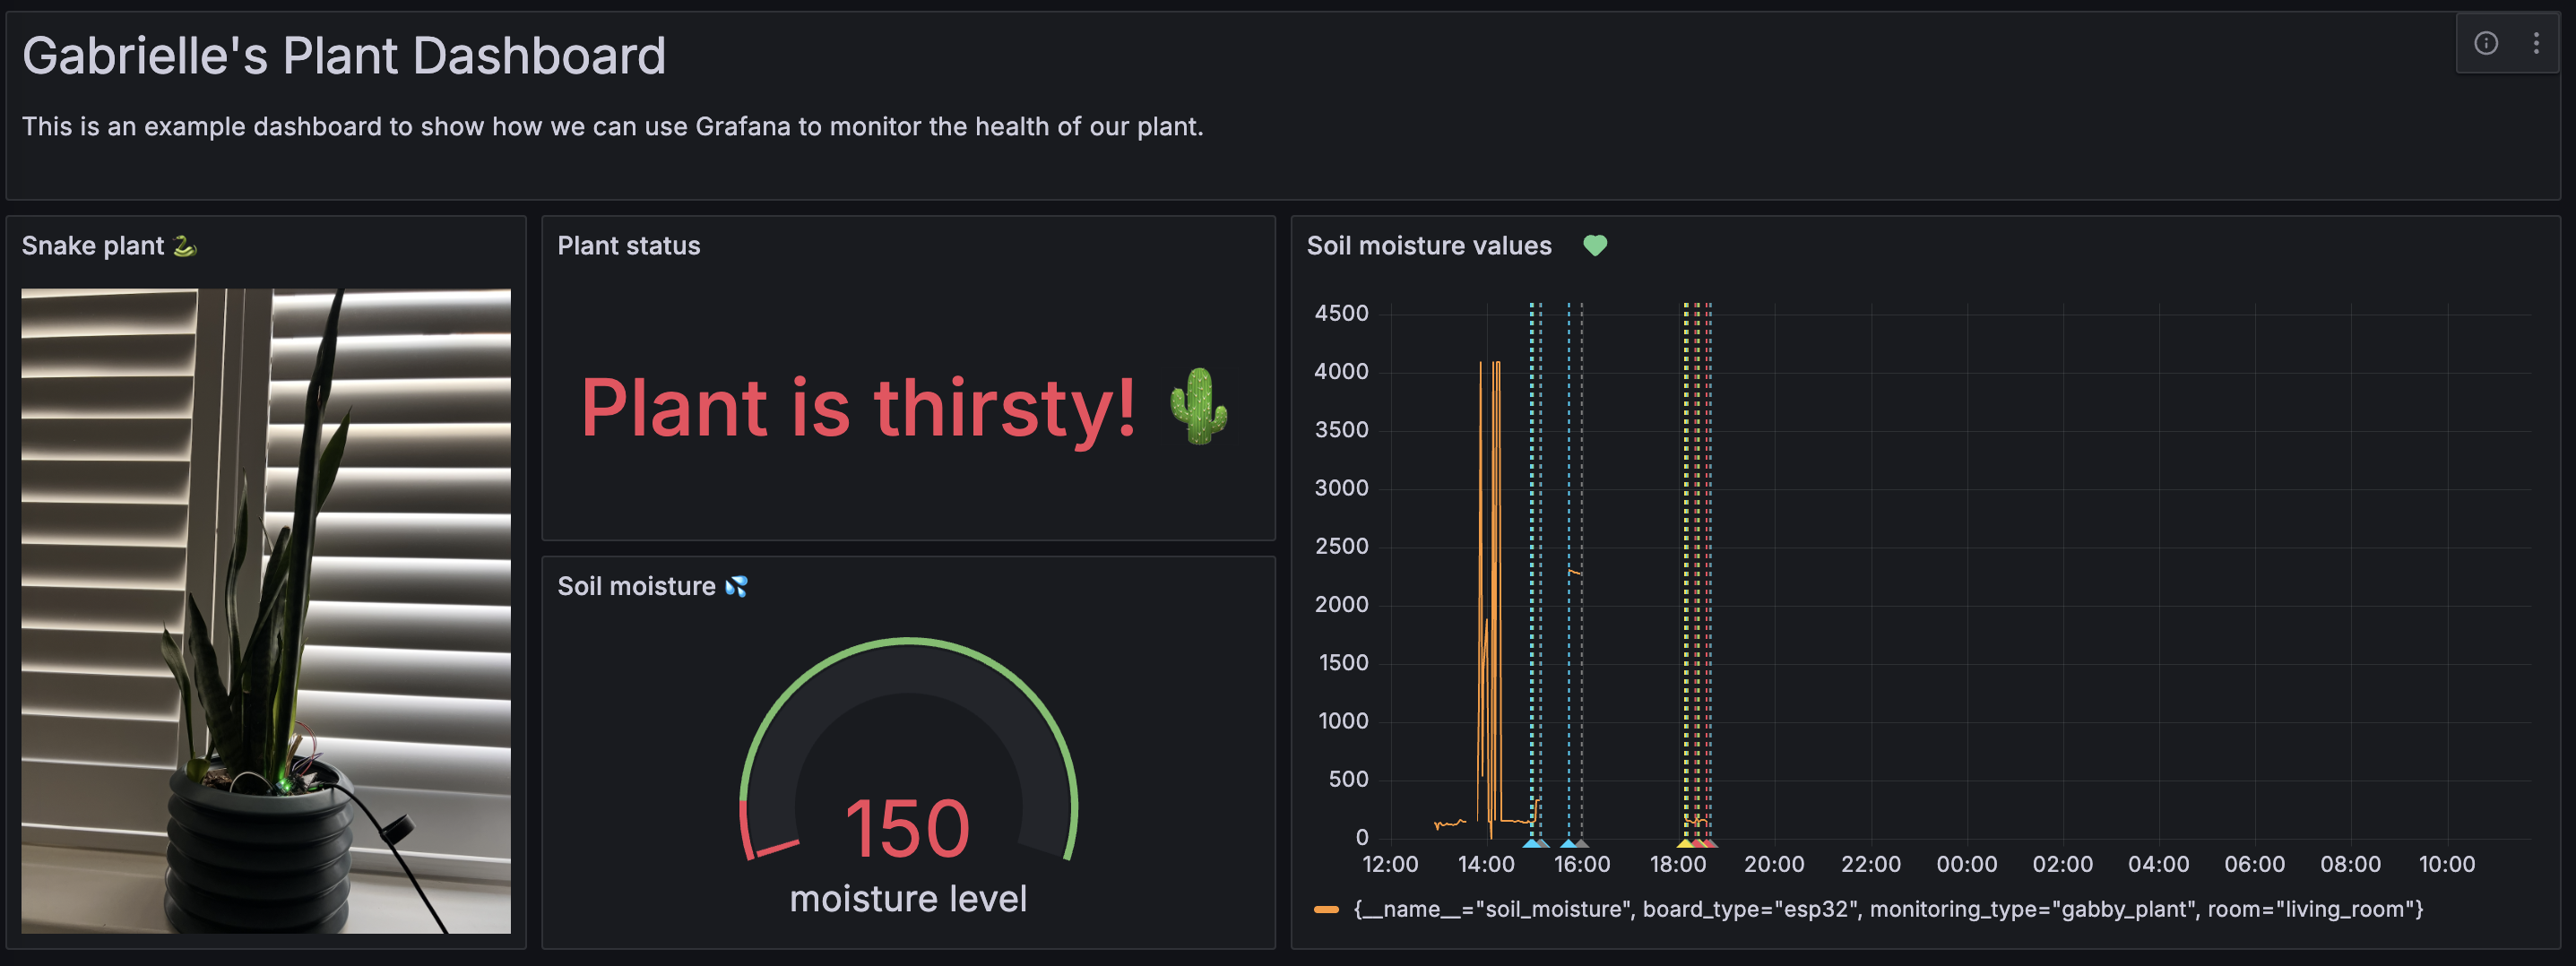 Gabrielle's Plant Dashboard
This is an example dashboard to show how we can use Grafana to monitor the health of our plant.
Snake plant 🐍
Plant status
Plant is thirsty! 🌵
Soil moisture 💦
150
moisture level
Soil moisture values
4500
4000
3500
3000
2500
2000
1500
1000
500
0
12:00 14:00 16:00 18:00 20:00 22:00 00:00 02:00 04:00 06:00 08:00 10:00
{__name__="soil_moisture", board_type="esp32", monitoring_type="gabby_plant", room="living_room"}